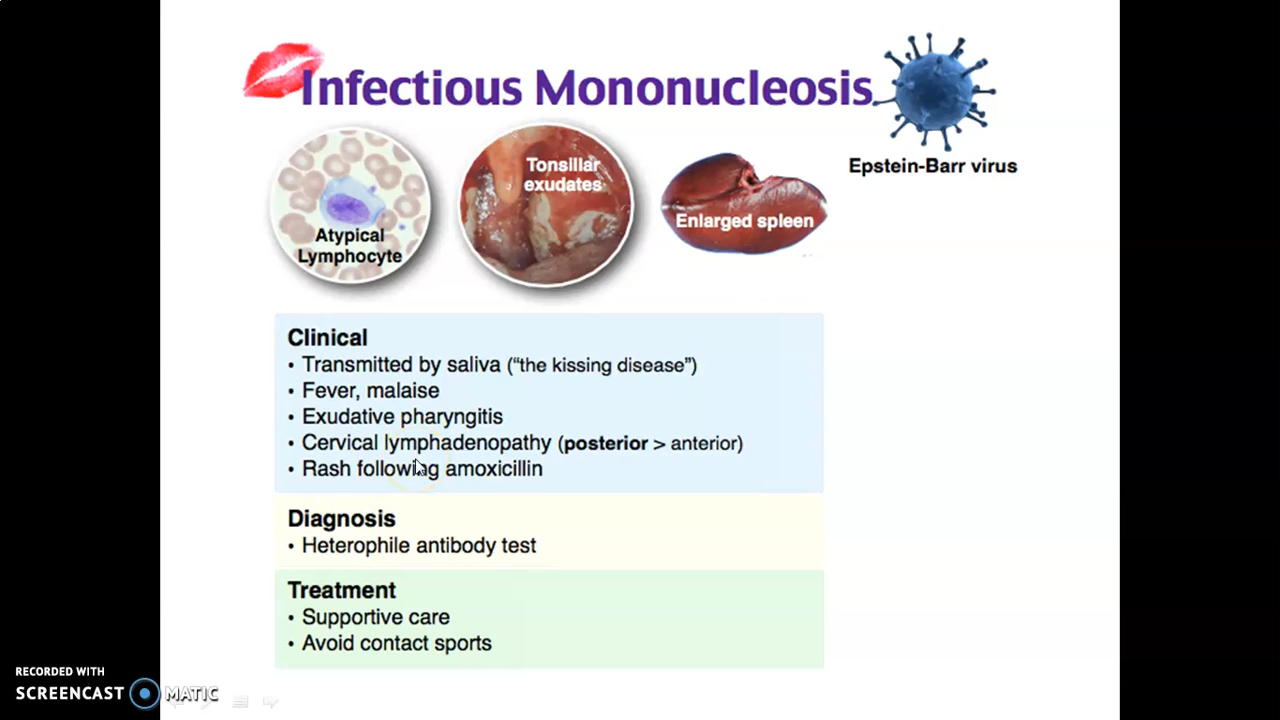 Infectious Mononucleosis
Epstein-Barr virus
Atypical
Lymphocyte
Tonsillar
exudates
Enlarged spleen
Clinical
• Transmitted by saliva (“the kissing disease”)
• Fever, malaise
• Exudative pharyngitis
• Cervical lymphadenopathy (posterior > anterior)
• Rash following amoxicillin
Diagnosis
• Heterophile antibody test
Treatment
• Supportive care
• Avoid contact sports
RECORDED WITH
SCREENCAST MATIC